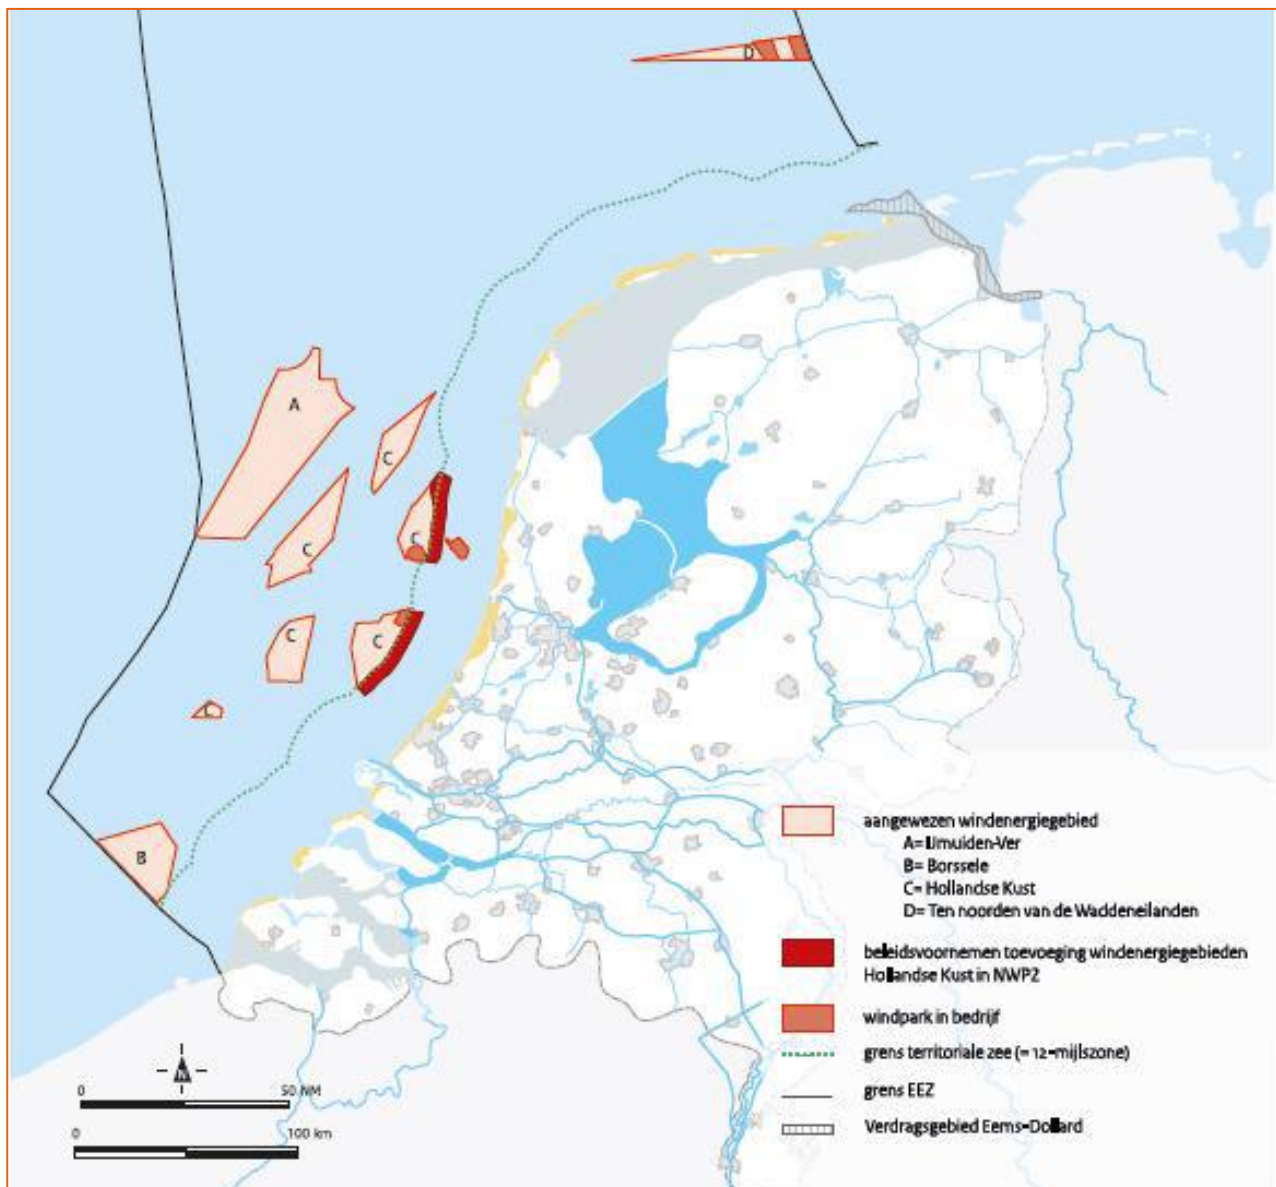 D
A
C
C
C
C
C
C
B
aangewezen windenergiegebied
A= IJmuiden-Ver
B= Borssele
C= Hollandse Kust
D= Ten noorden van de Waddeneilanden
beleidsvoornemen toevoeging windenergiegebieden
Hollandse Kust in NWP2
windpark in bedrijf
grens territoriale zee (= 12-mijlszone)
grens EEZ
Verdragsgebied Eems-Dollard
N
0 50 NM
0 100 km